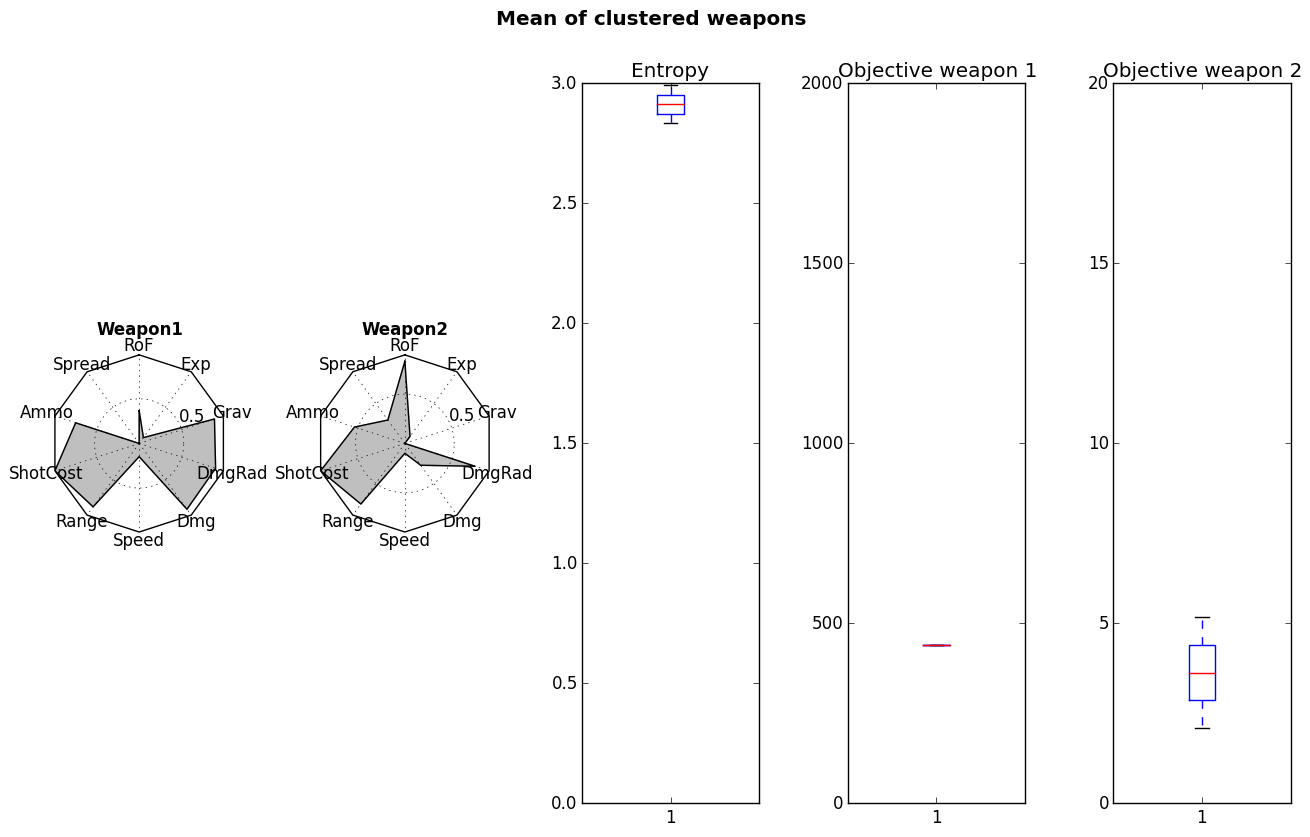 Mean of clustered weapons
Weapon1
RoF
Spread
Exp
Ammo
0.5
Grav
ShotCost
DmgRad
Range
Dmg
Speed
Weapon2
RoF
Spread
Exp
Ammo
0.5
Grav
ShotCost
DmgRad
Range
Dmg
Speed
Entropy
3.0
2.5
2.0
1.5
1.0
0.5
0.0
1
Objective weapon 1
2000
1500
1000
500
0
1
Objective weapon 2
20
15
10
5
0
1